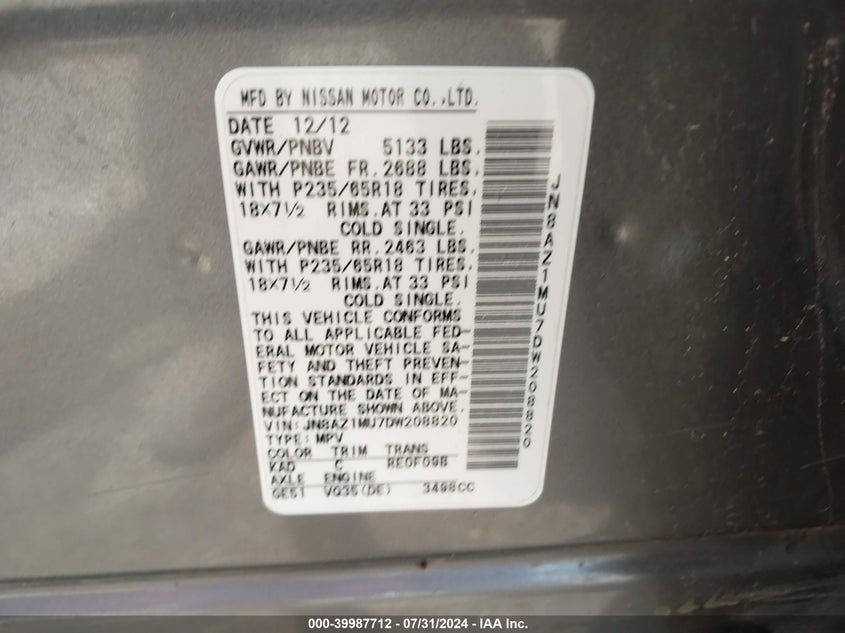 MFD BY NISSAN MOTOR CO.,LTD.
DATE 12/12
GVWR/PNBV 5133 LBS.
GAWR/PNBE FR. 2688 LBS.
WITH P235/65R18 TIRES.
18X7½ RIMS.AT 33 PSI
COLD SINGLE.
GAWR/PNBE RR. 2463 LBS.
WITH P235/65R18 TIRES.
18X7½ RIMS.AT 33 PSI
COLD SINGLE.
THIS VEHICLE CONFORMS
TO ALL APPLICABLE FED-
ERAL MOTOR VEHICLE SA-
FETY AND THEFT PREVEN-
TION STANDARDS IN EFF-
ECT ON THE DATE OF MA-
NUFACTURE SHOWN ABOVE.
VIN:JN8AZ1MU7DW208820
TYPE:MPV
COLOR TRIM TRANS
KAD C RE0F09B
AXLE ENGINE
GE51 VQ35(DE) 3498CC
JN8AZ1MU7DW208820
000-39987712 - 07/31/2024 - IAA Inc.